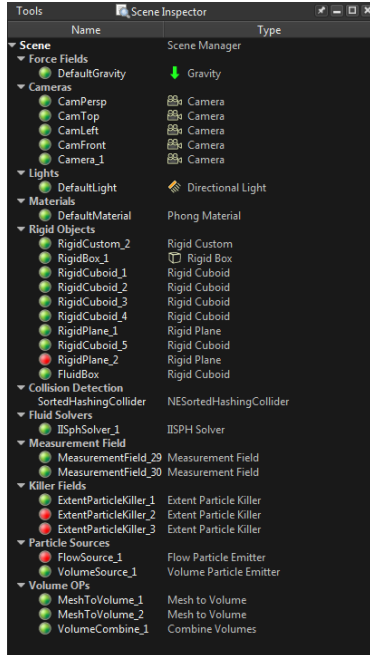 Tools Scene Inspector
Name Type
Scene Scene Manager
Force Fields
DefaultGravity Gravity
Cameras
CamPersp Camera
CamTop Camera
CamLeft Camera
CamFront Camera
Camera_1 Camera
Lights
DefaultLight Directional Light
Materials
DefaultMaterial Phong Material
Rigid Objects
RigidCustom_2 Rigid Custom
RigidBox_1 Rigid Box
RigidCuboid_1 Rigid Cuboid
RigidCuboid_2 Rigid Cuboid
RigidCuboid_3 Rigid Cuboid
RigidCuboid_4 Rigid Cuboid
RigidPlane_1 Rigid Plane
RigidCuboid_5 Rigid Cuboid
RigidPlane_2 Rigid Plane
FluidBox Rigid Cuboid
Collision Detection
SortedHashingCollider NESortedHashingCollider
Fluid Solvers
IISphSolver_1 IISPH Solver
Measurement Field
MeasurementField_29 Measurement Field
MeasurementField_30 Measurement Field
Killer Fields
ExtentParticleKiller_1 Extent Particle Killer
ExtentParticleKiller_2 Extent Particle Killer
ExtentParticleKiller_3 Extent Particle Killer
Particle Sources
FlowSource_1 Flow Particle Emitter
VolumeSource_1 Volume Particle Emitter
Volume OPs
MeshToVolume_1 Mesh to Volume
MeshToVolume_2 Mesh to Volume
VolumeCombine_1 Combine Volumes